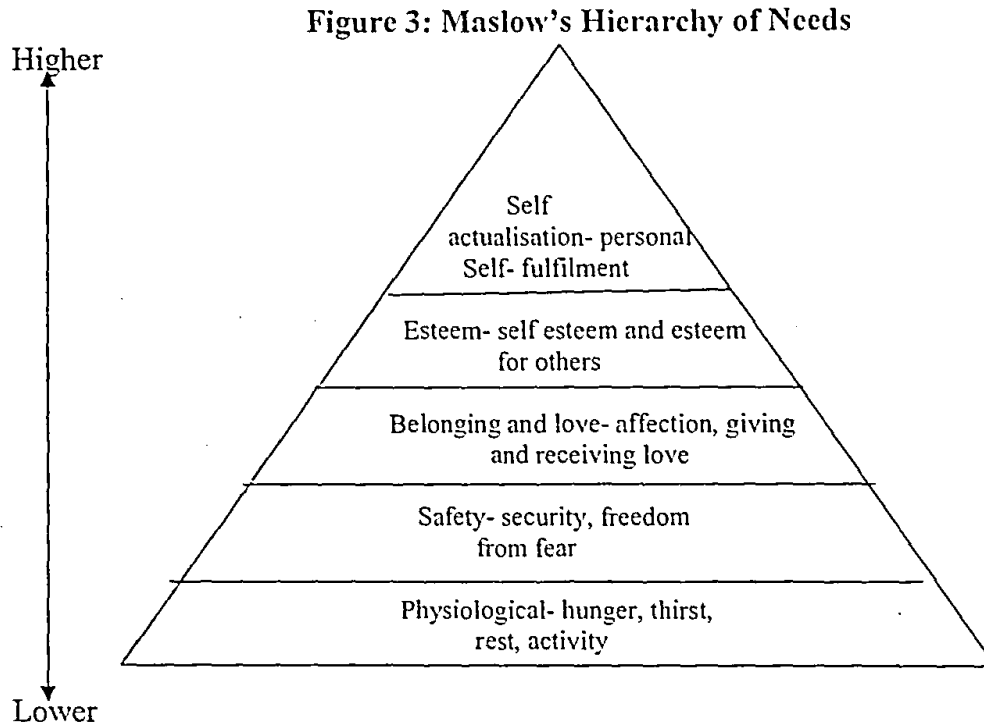 Figure 3: Maslow's Hierarchy of Needs
Higher
Self
actualisation- personal
Self- fulfilment
Esteem- self esteem and esteem
for others
Belonging and love- affection, giving
and receiving love
Safety- security, freedom
from fear
Physiological- hunger, thirst,
rest, activity
Lower